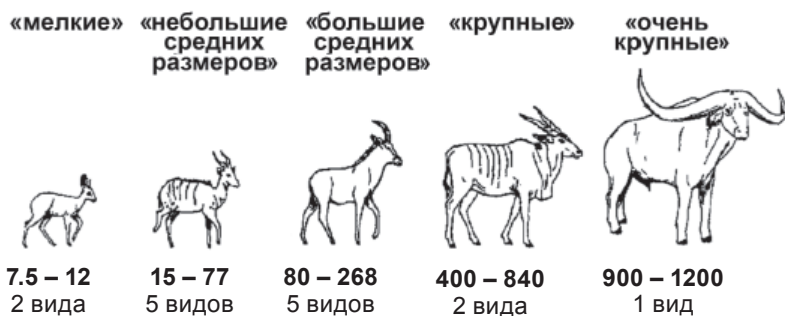 «мелкие»
«небольшие
средних
размеров»
«большие
средних
размеров»
«крупные»
«очень
крупные»
7.5 – 12
2 вида
15 – 77
5 видов
80 – 268
5 видов
400 – 840
2 вида
900 – 1200
1 вид